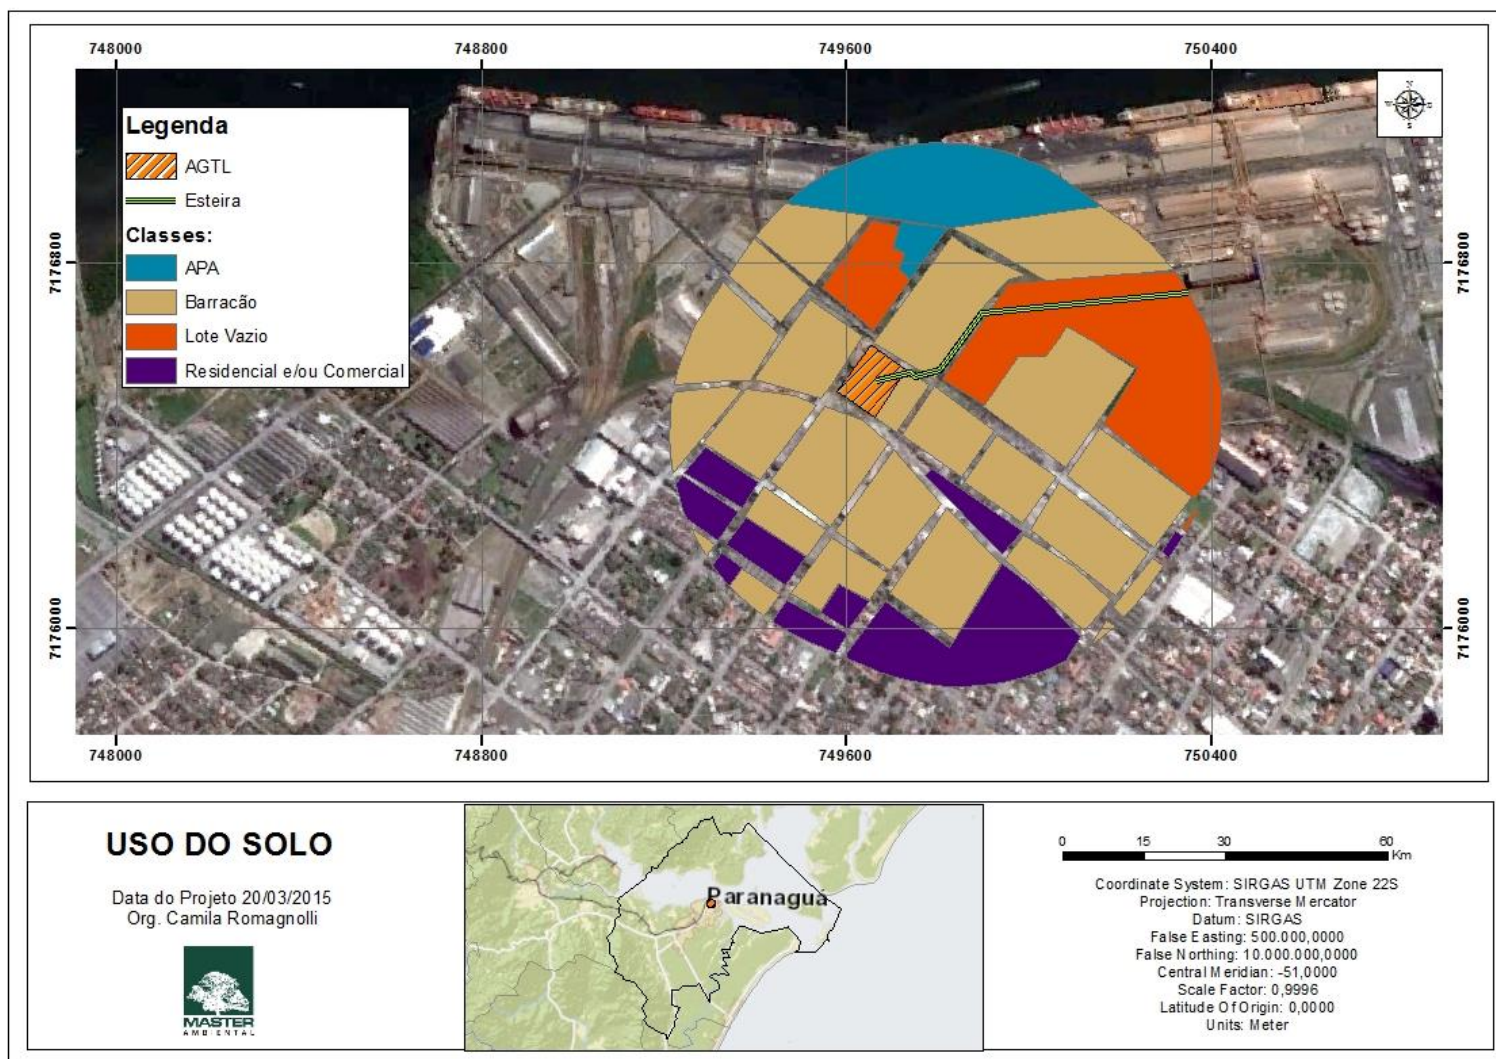 748000 748800 749600 750400
7176800
7176800
Legenda
AGTL
Esteira
Classes:
APA
Barracão
Lote Vazio
Residencial e/ou Comercial
7176000
7176000
748000 748800 749600 750400
USO DO SOLO
Data do Projeto 20/03/2015
Org. Camila Romagnolli
MASTER
AMBIENTAL
Paranaguá
0 15 30 60
Km
Coordinate System: SIRGAS UTM Zone 22S
Projection: Transverse Mercator
Datum: SIRGAS
False Easting: 500.000,0000
False Northing: 10.000.000,0000
Central Meridian: -51,0000
Scale Factor: 0,9996
Latitude Of Origin: 0,0000
Units: Meter